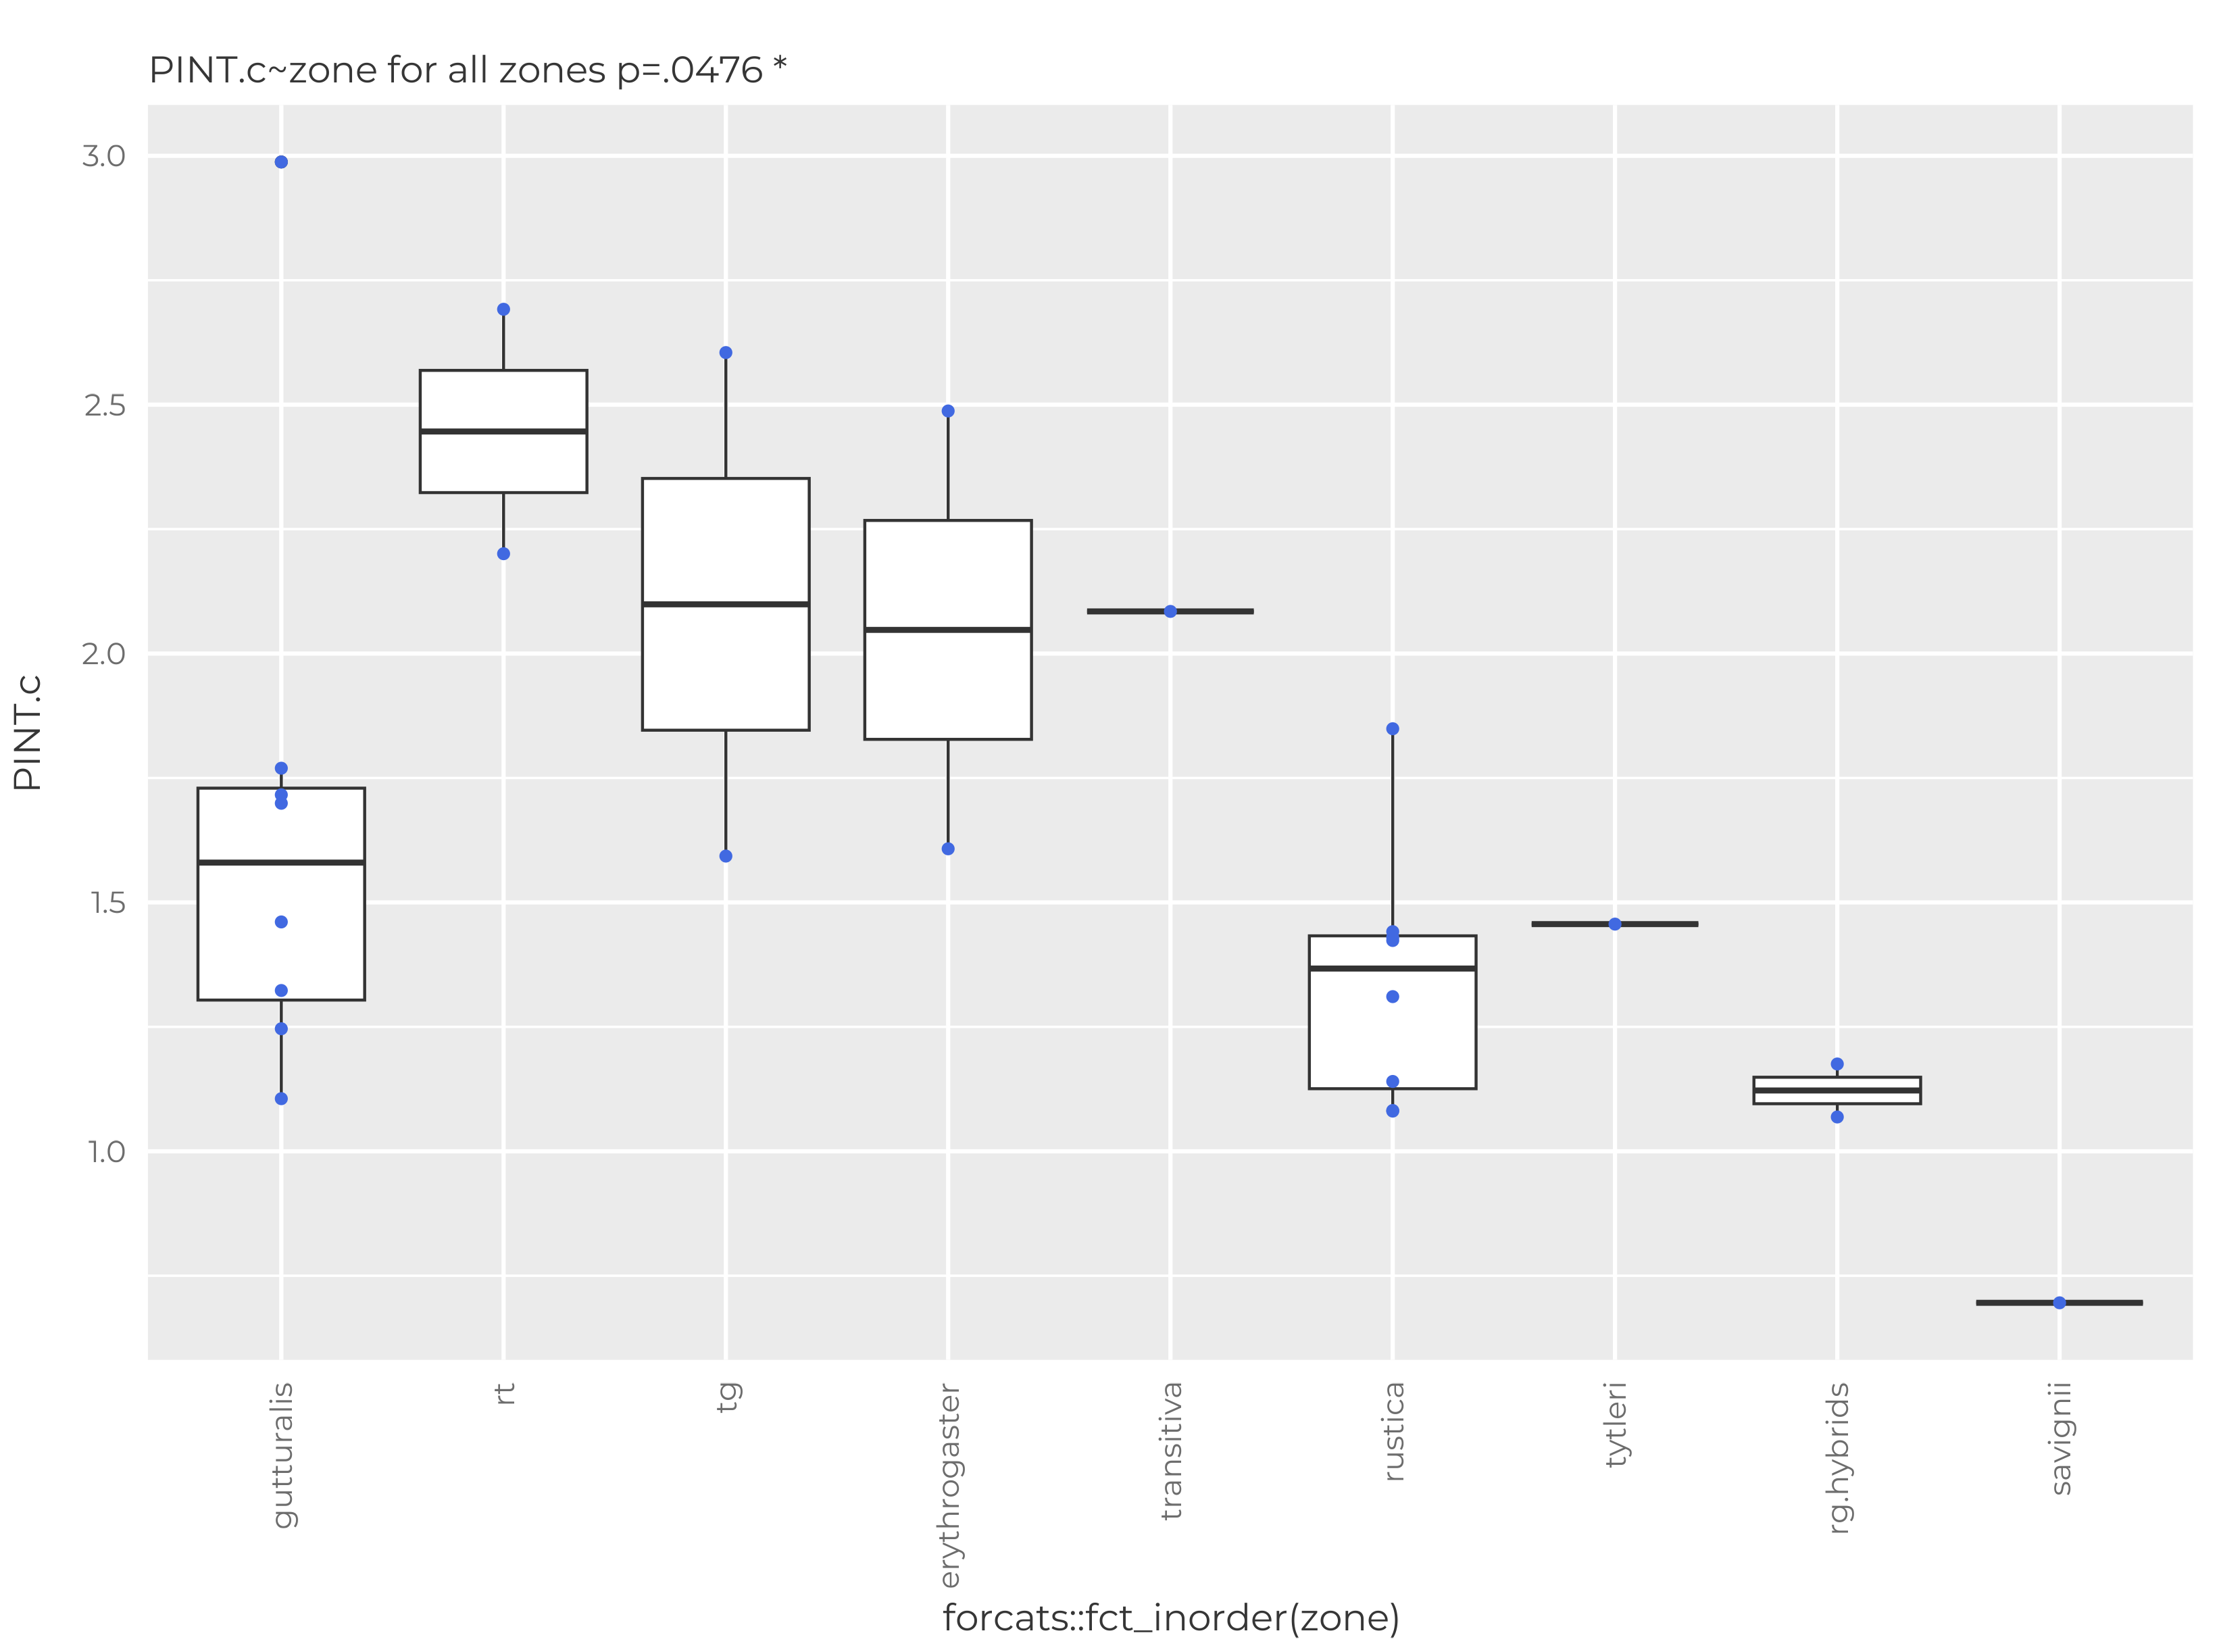 PINT.c~zone for all zones p=.0476 *
PINT.c
3.0
2.5
2.0
1.5
1.0
gutturalis
rt
tg
erythrogaster
transitiva
rustica
tytleri
rg.hybrids
savignii
forcats::fct_inorder(zone)